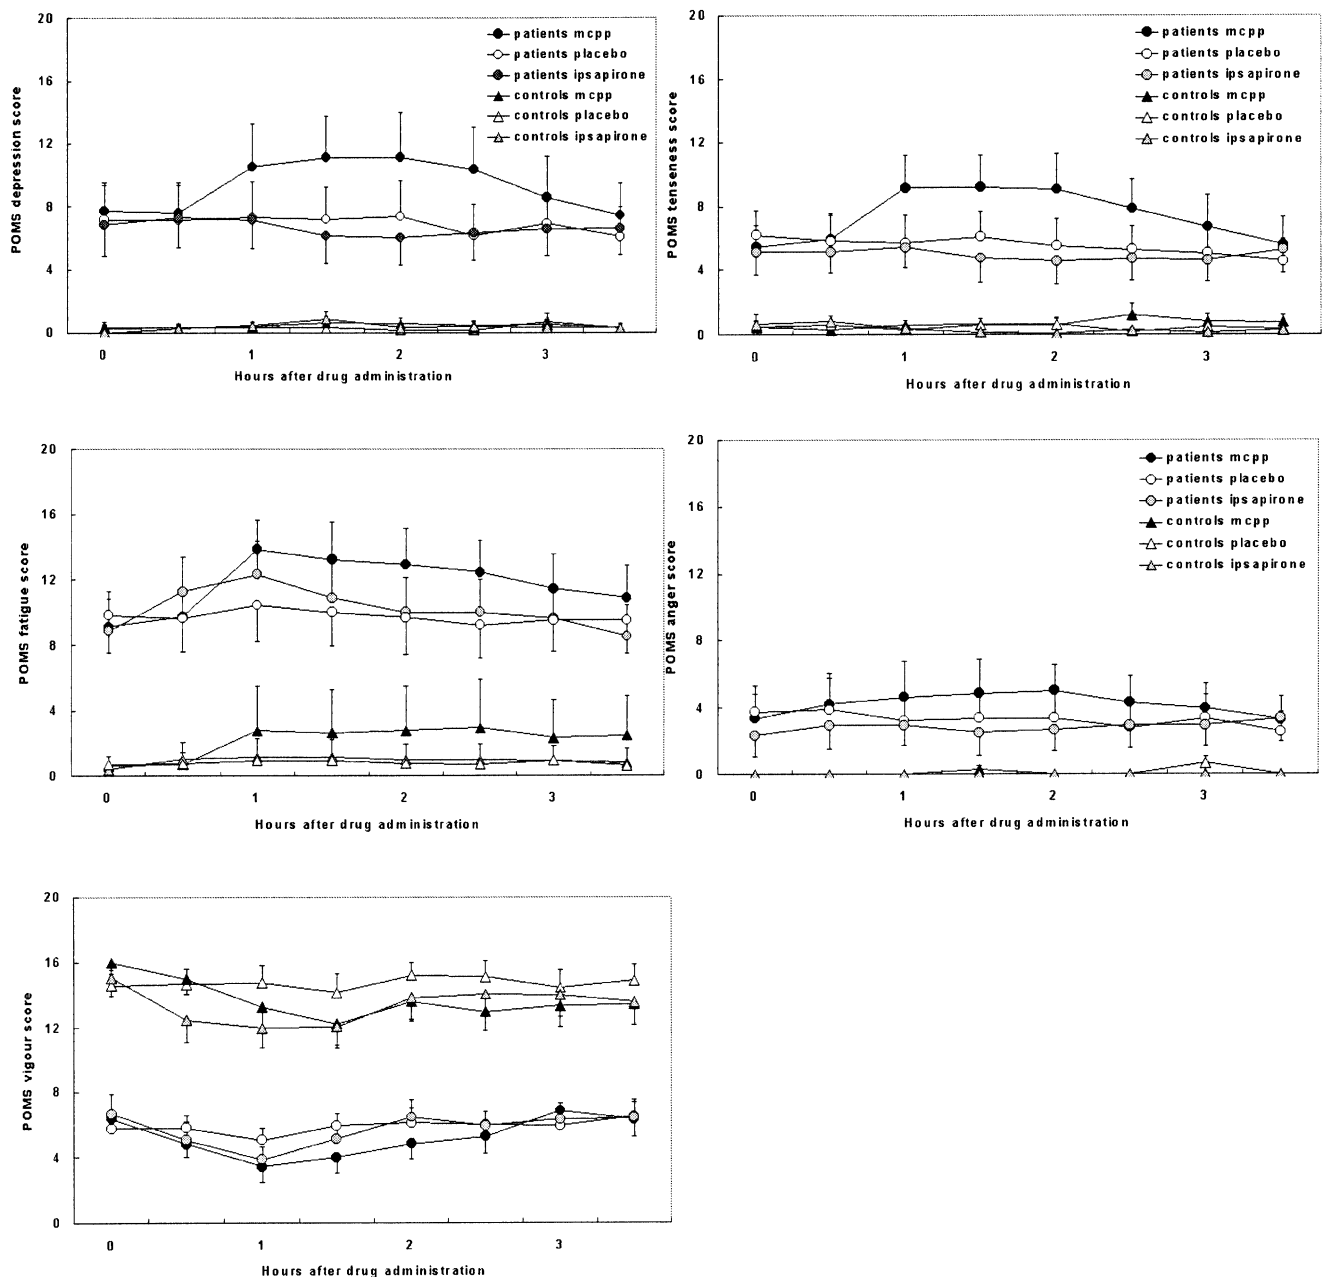 20
16
12
8
4
0
POMS depression score
patients mcpp
patients placebo
patients ipsapirone
controls mcpp
controls placebo
controls ipsapirone
0 1 2 3
Hours after drug administration
20
16
12
8
4
0
POMS tenseness score
patients mcpp
patients placebo
patients ipsapirone
controls mcpp
controls placebo
controls ipsapirone
0 1 2 3
Hours after drug administration
20
16
12
8
4
0
POMS fatigue score
0 1 2 3
Hours after drug administration
20
16
12
8
4
0
POMS anger score
patients mcpp
patients placebo
patients ipsapirone
controls mcpp
controls placebo
controls ipsapirone
0 1 2 3
Hours after drug administration
20
16
12
8
4
0
POMS vigour score
0 1 2 3
Hours after drug administration